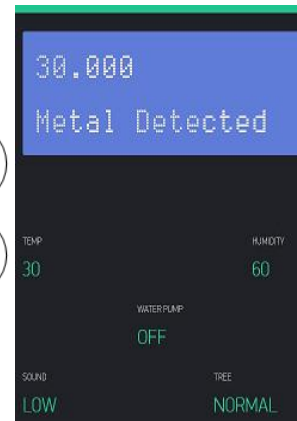 30.000
Metal Detected
TEMP HUMIDITY
30 60
WATER PUMP
OFF
SOUND TREE
LOW NORMAL